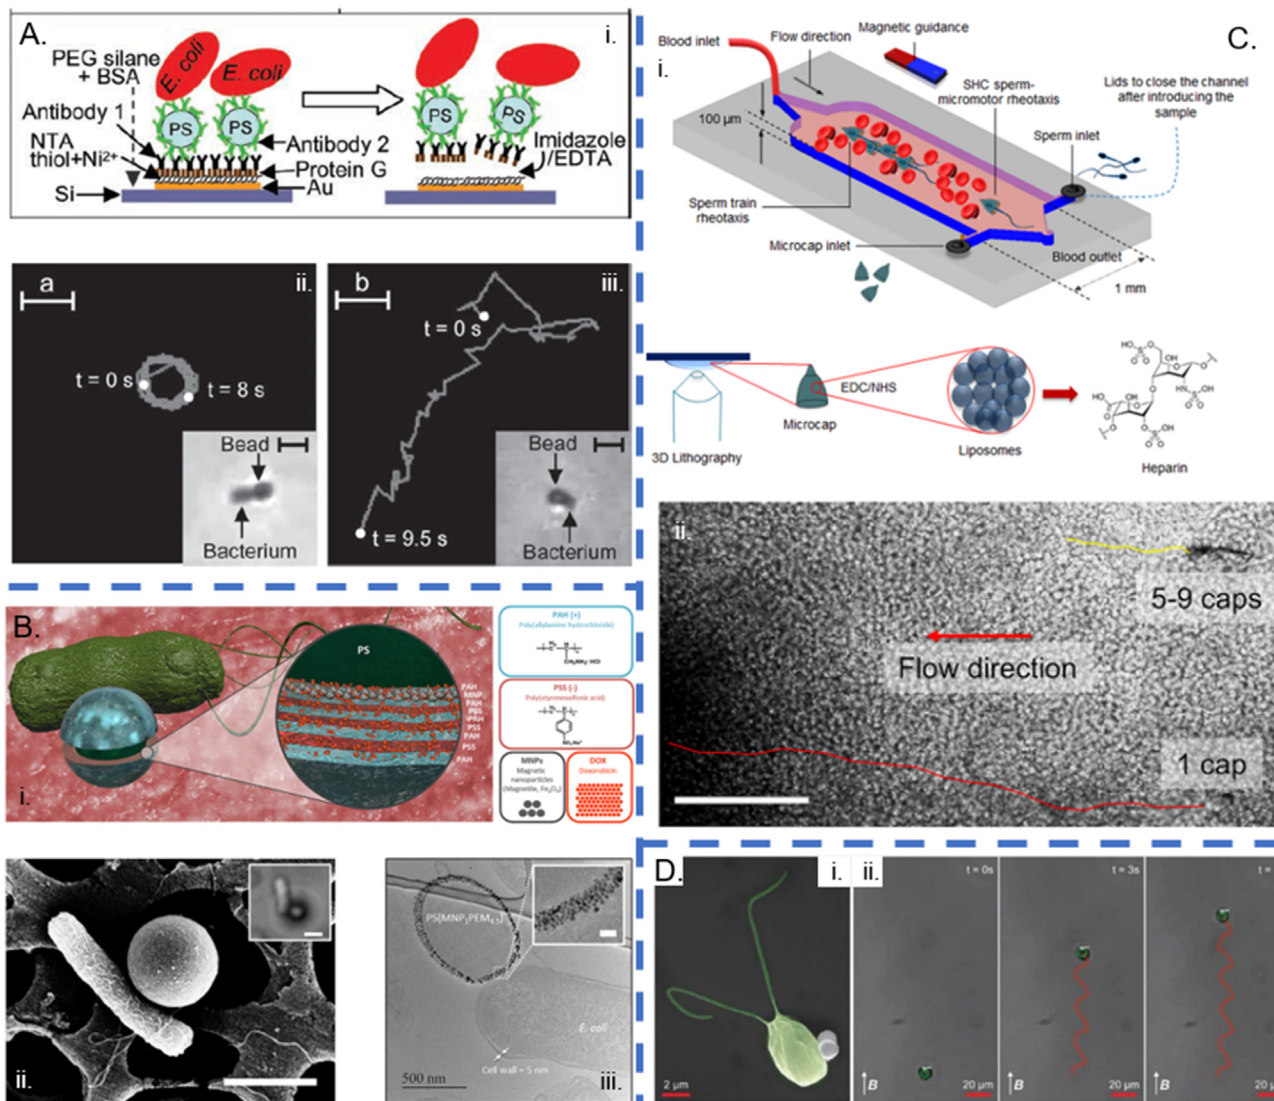 A.
i.
PEG silane
+ BSA
E. coli
E. coli
Antibody 1
PS
PS
PS
PS
NTA
thiol+Ni2+
Antibody 2
Protein G
Au
Si
Imidazole
/EDTA
a
ii.
t = 0 s
t = 8 s
Bead
Bacterium
b
iii.
t = 0 s
t = 9.5 s
Bead
Bacterium
B.
i.
PS
PAH
MNP
PAH
PSS
PAH
PSS
PAH
PSS
PAH
PAH (+)
Poly(allylamine hydrochloride)
PSS (-)
Poly(styrenesulfonic acid)
MNPs
Magnetic
nanoparticles
(Magnetite, Fe3O4)
DOX
Doxorubicin
ii.
PS(MNP1PEM4.5)
E. coli
Cell wall = 5 nm
500 nm
iii.
C.
i.
Blood inlet
Flow direction
Magnetic guidance
SHC sperm-
micromotor rheotaxis
Lids to close the channel
after introducing the
sample
100 µm
Sperm inlet
Sperm train
rheotaxis
Microcap inlet
Blood outlet
1 mm
3D Lithography
Microcap
EDC/NHS
Liposomes
Heparin
ii.
5-9 caps
Flow direction
1 cap
D.
i.
2 µm
ii.
t = 0s
B
20 µm
t = 3s
B
20 µm
t =
B
20 µ